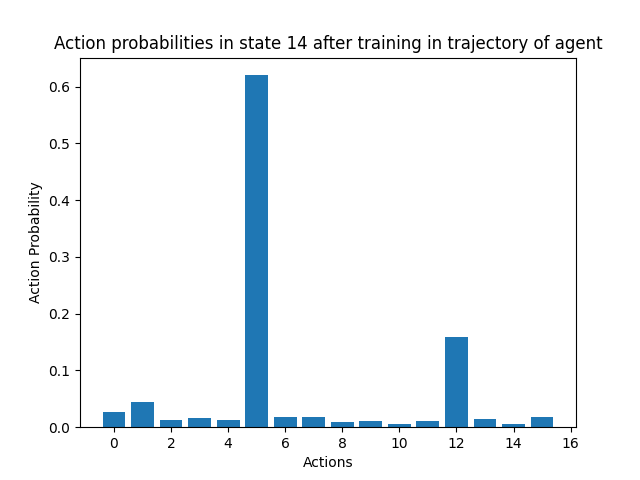 Action probabilities in state 14 after training in trajectory of agent
0.6
0.5
0.4
0.3
0.2
0.1
0.0
Action Probability
0 2 4 6 8 10 12 14 16
Actions